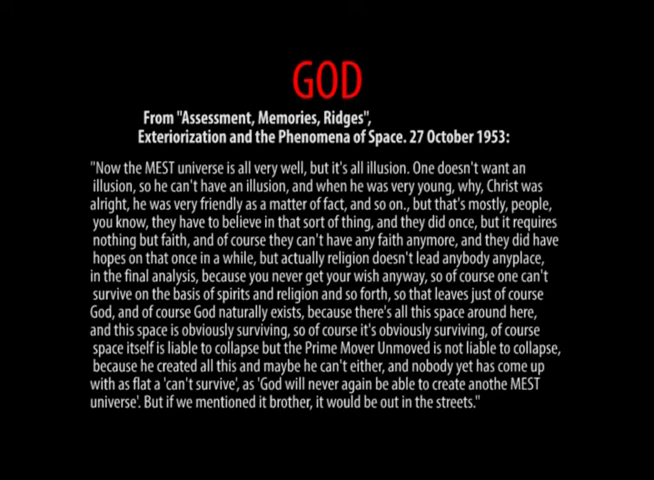 GOD
From "Assessment, Memories, Ridges",
Exteriorization and the Phenomena of Space. 27 October 1953:
"Now the MEST universe is all very well, but it's all illusion. One doesn't want an
illusion, so he can't have an illusion, and when he was very young, why, Christ was
alright, he was very friendly as a matter of fact, and so on., but that's mostly, people,
you know, they have to believe in that sort of thing, and they did once, but it requires
nothing but faith, and of course they can't have any faith anymore, and they did have
hopes on that once in a while, but actually religion doesn't lead anybody anyplace,
in the final analysis, because you never get your wish anyway, so of course one can't
survive on the basis of spirits and religion and so forth, so that leaves just of course
God, and of course God naturally exists, because there's all this space around here,
and this space is obviously surviving, so of course it's obviously surviving, of course
space itself is liable to collapse but the Prime Mover Unmoved is not liable to collapse,
because he created all this and maybe he can't either, and nobody yet has come up
with as flat a 'can't survive', as 'God will never again be able to create anothe MEST
universe'. But if we mentioned it brother, it would be out in the streets."